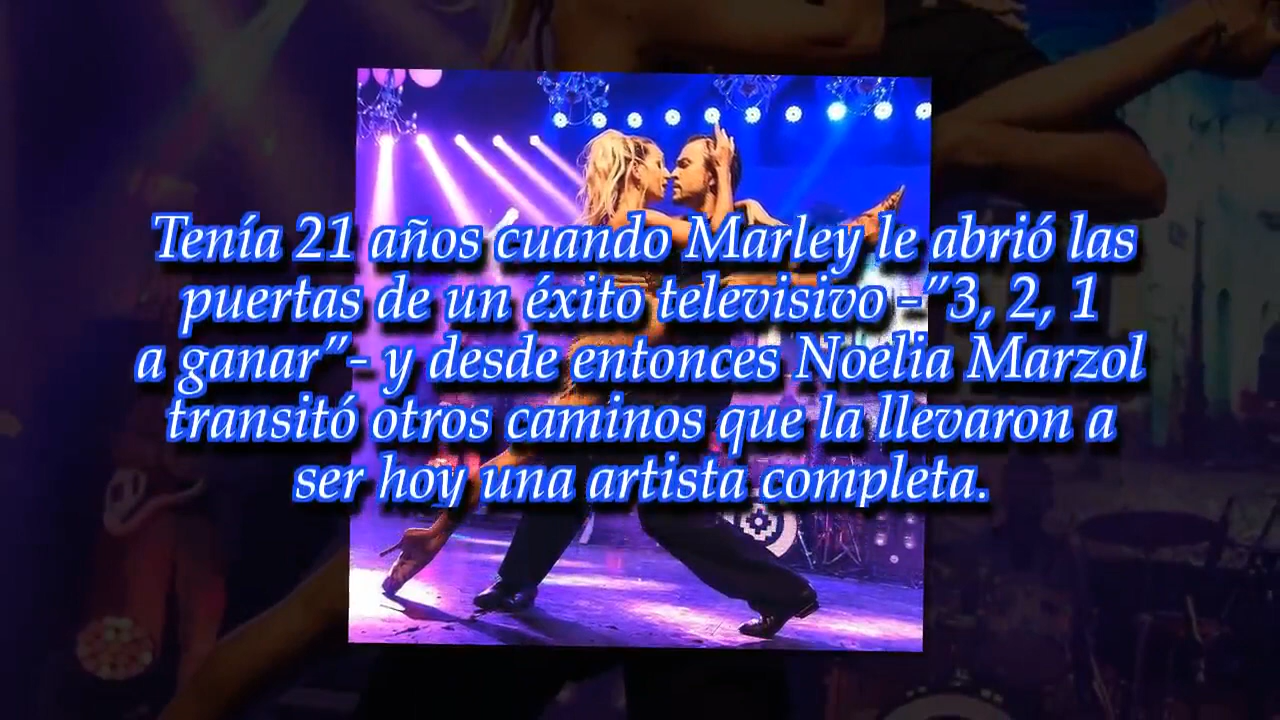 Tenía 21 años cuando Marley le abrió las
puertas de un éxito televisivo –”3, 2, 1
a ganar”- y desde entonces Noelia Marzol
transitó otros caminos que la llevaron a
ser hoy una artista completa.